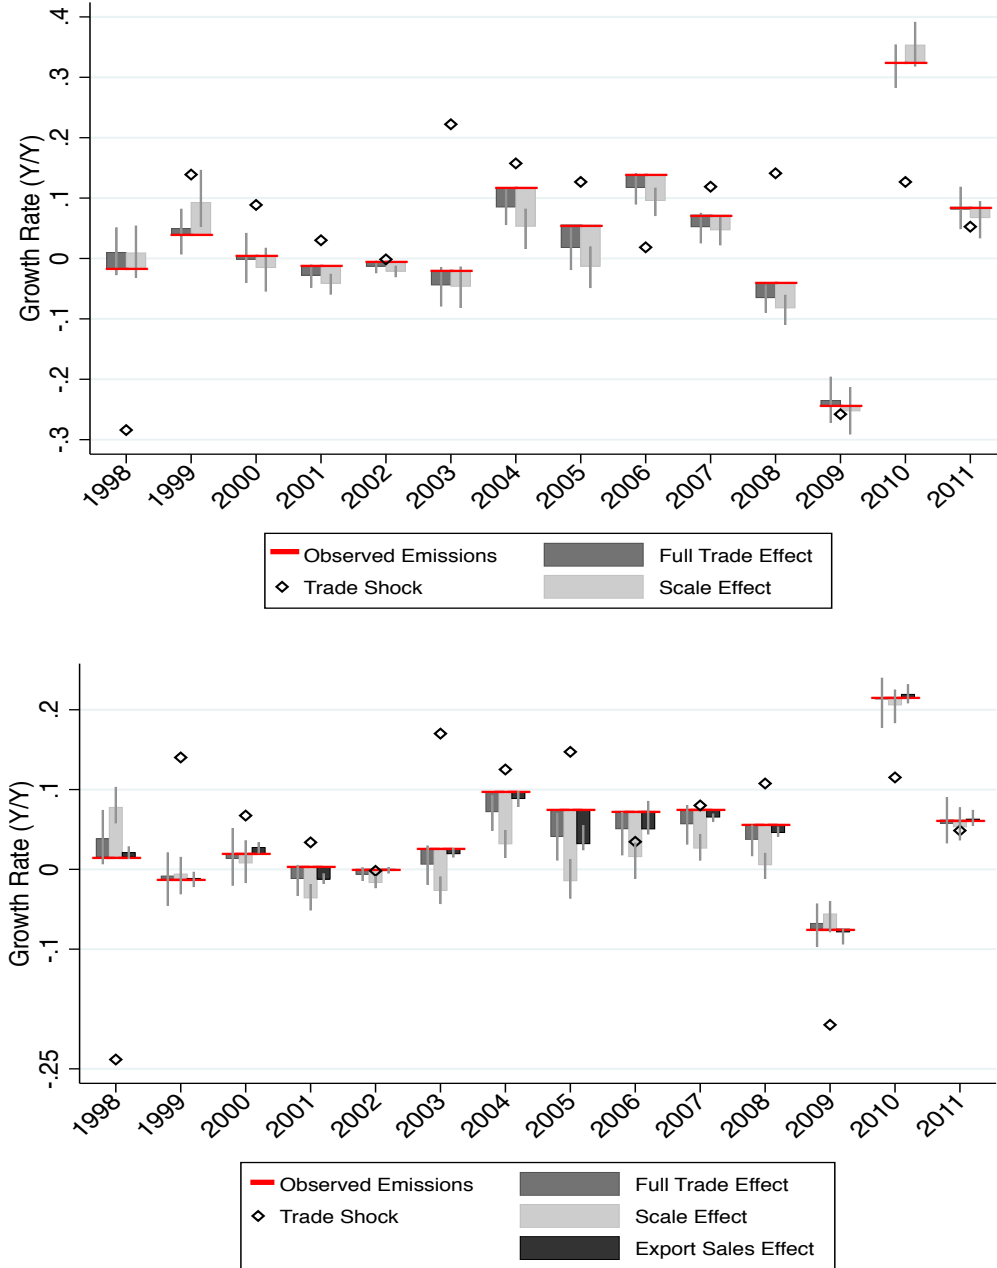 Growth Rate (Y/Y)
.4
.3
.2
.1
0
-.1
-.2
-.3
1998 1999 2000 2001 2002 2003 2004 2005 2006 2007 2008 2009 2010 2011
Observed Emissions Full Trade Effect
Trade Shock Scale Effect
Growth Rate (Y/Y)
.2
.1
0
-.1
-.25
1998 1999 2000 2001 2002 2003 2004 2005 2006 2007 2008 2009 2010 2011
Observed Emissions Full Trade Effect
Trade Shock Scale Effect
Export Sales Effect